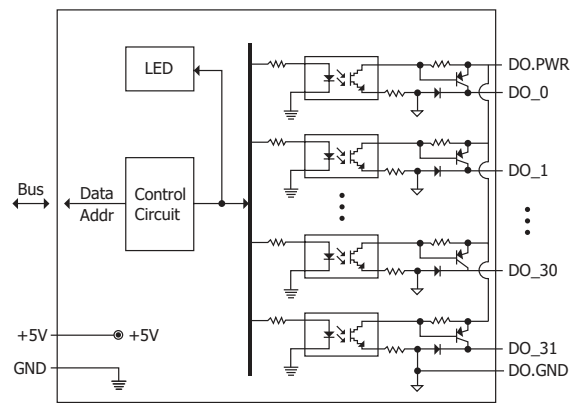 LED
Bus
Data
Addr
Control
Circuit
+5V
+5V
GND
DO.PWR
DO_0
DO_1
DO_30
DO_31
DO.GND